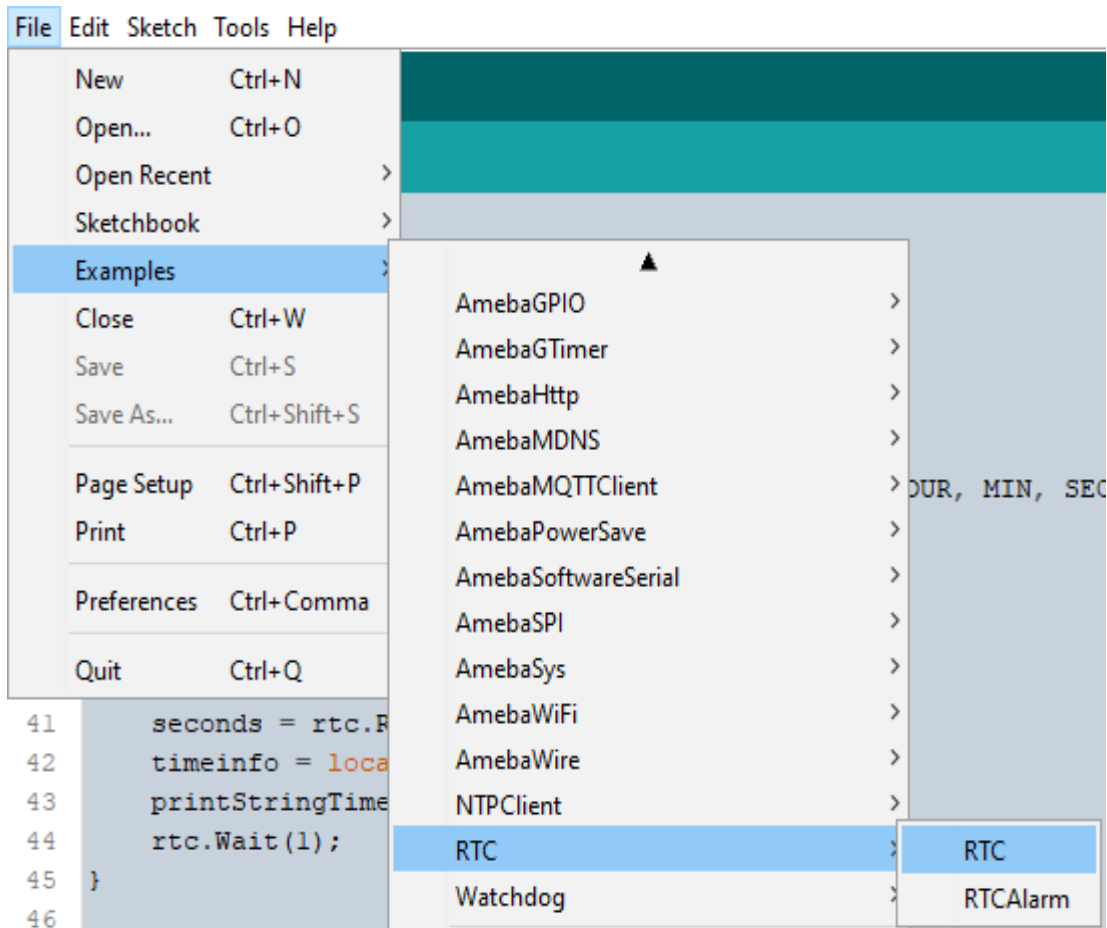 File Edit Sketch Tools Help
New Ctrl+N
Open... Ctrl+O
Open Recent
Sketchbook
Examples
Close Ctrl+W
Save Ctrl+S
Save As... Ctrl+Shift+S
Page Setup Ctrl+Shift+P
Print Ctrl+P
Preferences Ctrl+Comma
Quit Ctrl+Q
AmebaGPIO
AmebaGTimer
AmebaHttp
AmebaMDNS
AmebaMQTTClient
AmebaPowerSave
AmebaSoftwareSerial
AmebaSPI
AmebaSys
AmebaWiFi
AmebaWire
NTPClient
RTC
Watchdog
RTC
RTCAlarm
MIN,
41 seconds = rtc.
42 timeinfo =
43 printStringTime
44 rtc.Wait(1);
45 }
46